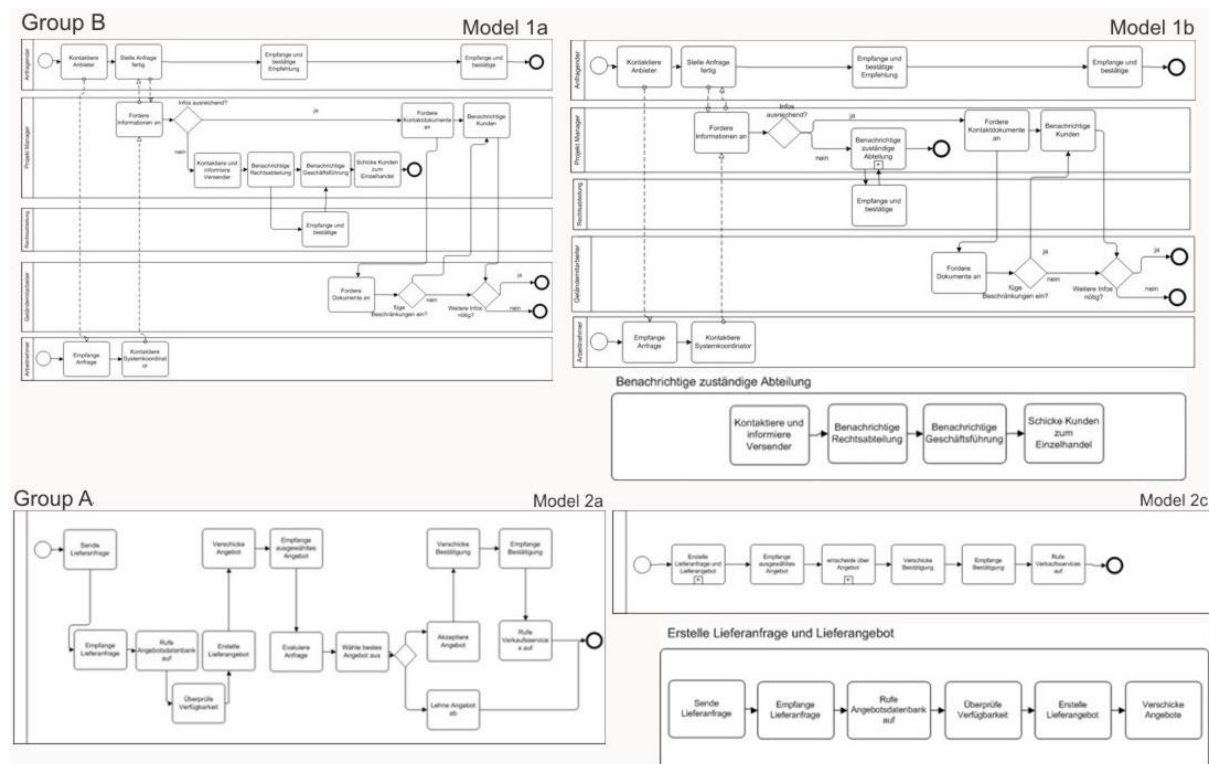 Group B
Model 1a
Anfragender
Kontaktiere
Anbieter
Stelle Anfrage
fertig
Empfange und
bestätige
Empfehlung
Empfange und
bestätige
Projekt Manager
Fordere
Informationen an
Infos ausreichend?
ja
nein
Fordere
Kontaktdokumente
an
Benachrichtige
Kunden
Kontaktiere und
informiere
Versender
Benachrichtige
Rechtsabteilung
Benachrichtige
Geschäftsführung
Schicke Kunden
zum
Einzelhandel
Empfange und
bestätige
Fordere
Dokumente an
füge
Beschränkungen ein?
nein
Weitere Infos
nötig?
ja
nein
Empfange
Anfrage
Kontaktiere
Systemkoordinat
or
Model 1b
Anfragender
Kontaktiere
Anbieter
Stelle Anfrage
fertig
Empfange und
bestätige
Empfehlung
Empfange und
bestätige
Projekt Manager
Fordere
Informationen an
Infos
ausreichend?
ja
nein
Benachrichtige
zuständige
Abteilung
+
Fordere
Kontaktdokumente
an
Benachrichtige
Kunden
Empfange und
bestätige
Fordere
Dokumente an
füge
Beschränkungen ein?
ja
nein
Weitere Infos
nötig?
ja
nein
Arbeitnehmer
Empfange
Anfrage
Kontaktiere
Systemkoordinator
Benachrichtige zuständige Abteilung
Kontaktiere und
informiere
Versender
Benachrichtige
Rechtsabteilung
Benachrichtige
Geschäftsführung
Schicke Kunden
zum
Einzelhandel
Group A
Model 2a
Sende
Lieferanfrage
Verschicke
Angebot
Empfange
ausgewähltes
Angebot
Verschicke
Bestätigung
Empfange
Bestätigung
Empfange
Lieferanfrage
Rufe
Angebotsdatenbank
auf
Erstelle
Lieferangebot
Überprüfe
Verfügbarkeit
Evaluiere
Anfrage
Wähle bestes
Angebot aus
Akzeptiere
Angebot
Rufe
Verkaufsservice
s auf
Lehne Angebot
ab
Model 2c
Erstelle
Lieferanfrage und
Lieferangebot
+
Empfange
ausgewähltes
Angebot
entscheide über
Angebot
+
Verschicke
Bestätigung
Empfange
Bestätigung
Rufe
Verkaufsservices
auf
Erstelle Lieferanfrage und Lieferangebot
Sende
Lieferanfrage
Empfange
Lieferanfrage
Rufe
Angebotsdatenbank
auf
Überprüfe
Verfügbarkeit
Erstelle
Lieferangebot
Verschicke
Angebote